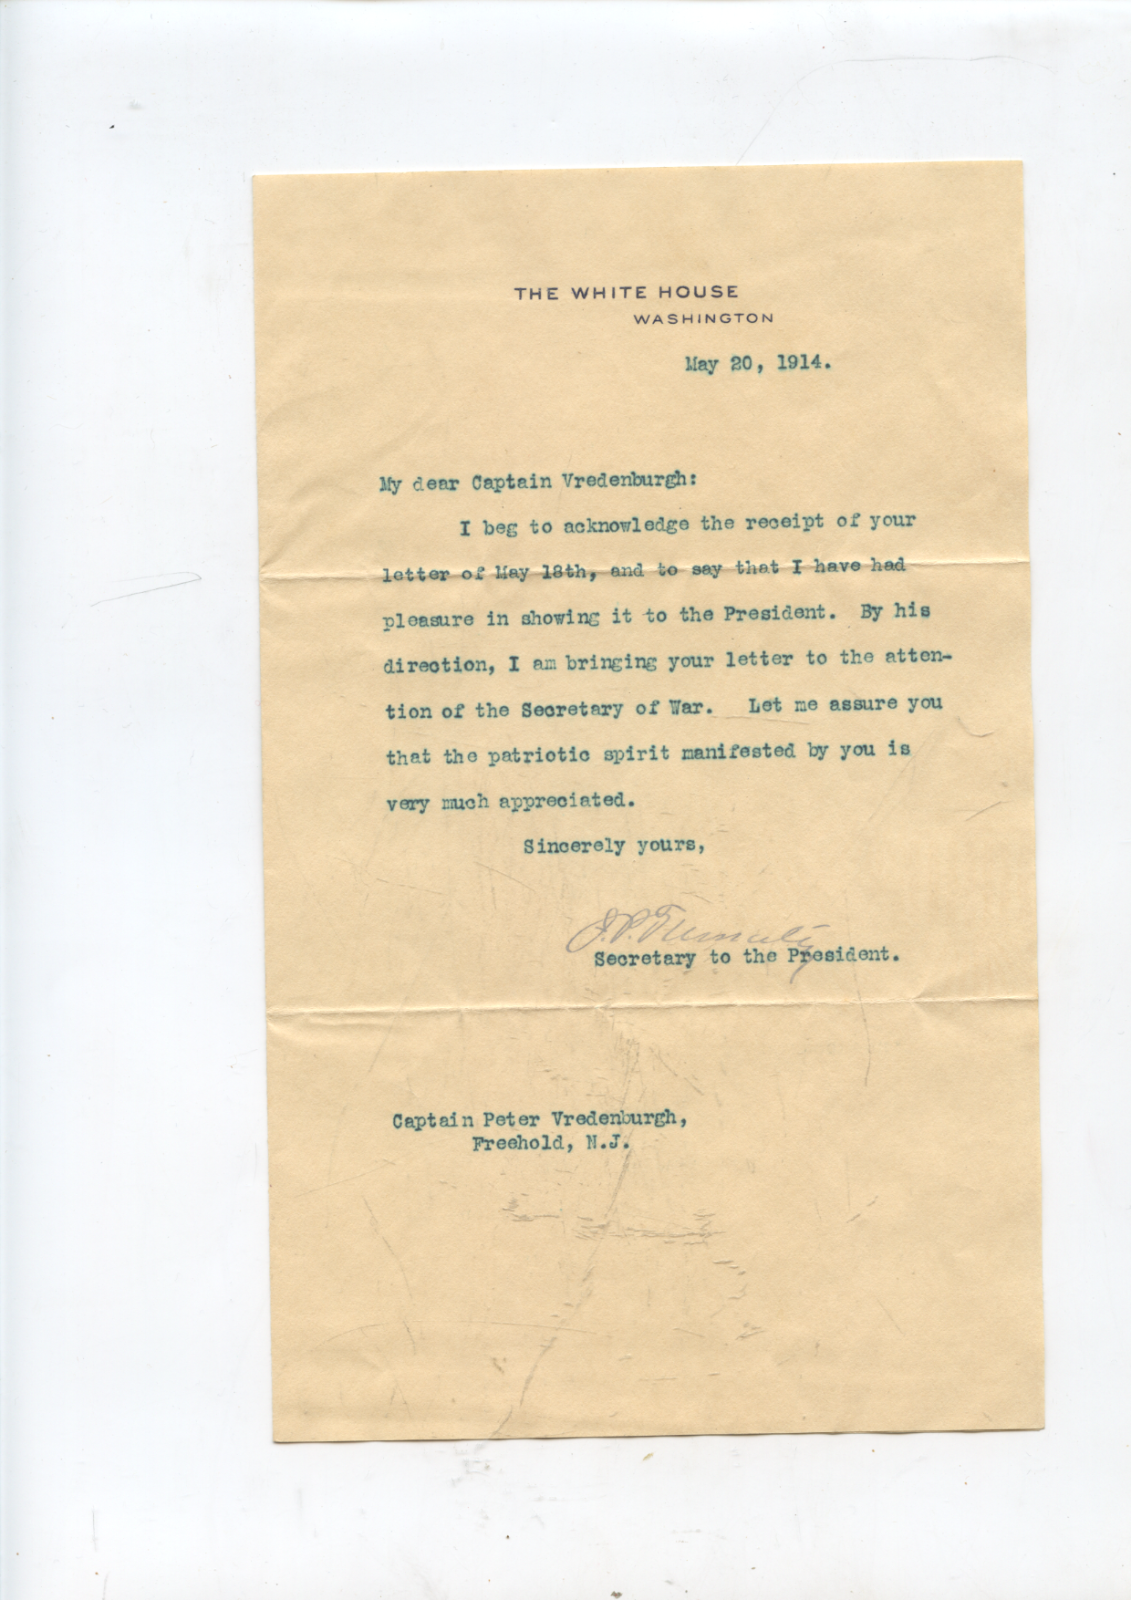 THE WHITE HOUSE
WASHINGTON
May 20, 1914.
My dear Captain Vredenburgh:
I beg to acknowledge the receipt of your
letter of May 18th, and to say that I have had
pleasure in showing it to the President. By his
direction, I am bringing your letter to the atten-
tion of the Secretary of War. Let me assure you
that the patriotic spirit manifested by you is
very much appreciated.
Sincerely yours,
J.P. Tumulty
Secretary to the President.
Captain Peter Vredenburgh,
Freehold, N.J.